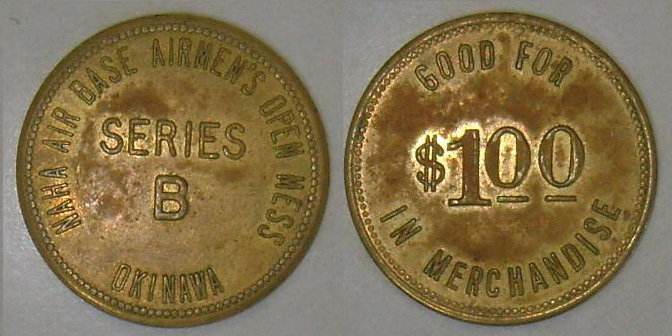 NAHA AIR BASE AIRMEN'S OPEN MESS
SERIES
B
OKINAWA
GOOD FOR
$1.00
IN MERCHANDISE